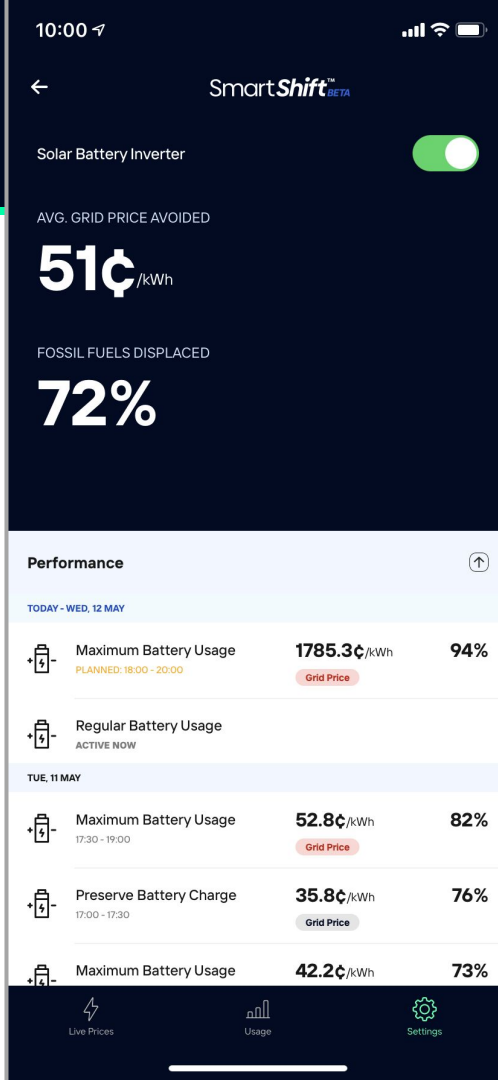 10:00
SmartShift™ BETA
Solar Battery Inverter
AVG. GRID PRICE AVOIDED
51¢/kWh
FOSSIL FUELS DISPLACED
72%
Performance
TODAY - WED, 12 MAY
Maximum Battery Usage 1785.3¢/kWh 94%
PLANNED: 18:00 - 20:00 Grid Price
Regular Battery Usage
ACTIVE NOW
TUE, 11 MAY
Maximum Battery Usage 52.8¢/kWh 82%
17:30 - 19:00 Grid Price
Preserve Battery Charge 35.8¢/kWh 76%
17:00 - 17:30 Grid Price
Maximum Battery Usage 42.2¢/kWh 73%
Live Prices Usage Settings